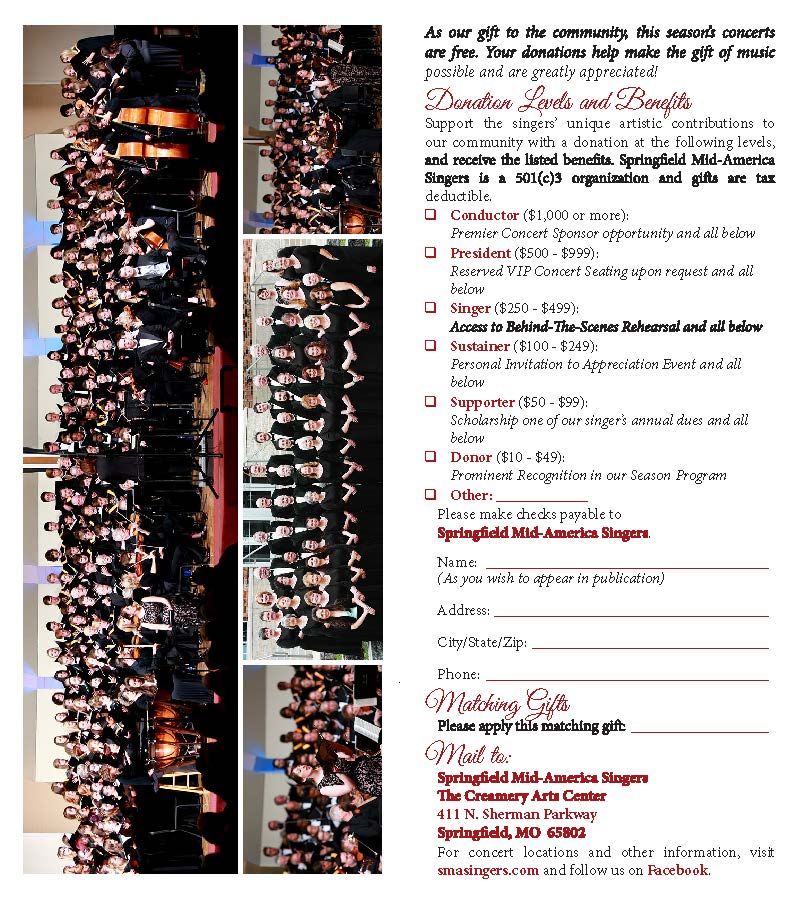 As our gift to the community, this season's concerts
are free. Your donations help make the gift of music
possible and are greatly appreciated!
Donation Levels and Benefits
Support the singers' unique artistic contributions to
our community with a donation at the following levels,
and receive the listed benefits. Springfield Mid-America
Singers is a 501(c)3 organization and gifts are tax
deductible.
❑ Conductor ($1,000 or more):
Premier Concert Sponsor opportunity and all below
❑ President ($500 - $999):
Reserved VIP Concert Seating upon request and all
below
❑ Singer ($250 - $499):
Access to Behind-The-Scenes Rehearsal and all below
❑ Sustainer ($100 - $249):
Personal Invitation to Appreciation Event and all
below
❑ Supporter ($50 - $99):
Scholarship one of our singer's annual dues and all
below
❑ Donor ($10 - $49):
Prominent Recognition in our Season Program
❑ Other: ____________
Please make checks payable to
Springfield Mid-America Singers.
Name: ____________
(As you wish to appear in publication)
Address: ____________
City/State/Zip: ____________
Phone: ____________
Matching Gifts
Please apply this matching gift: ____________
Mail to:
Springfield Mid-America Singers
The Creamery Arts Center
411 N. Sherman Parkway
Springfield, MO 65802
For concert locations and other information, visit
smasingers.com and follow us on Facebook.